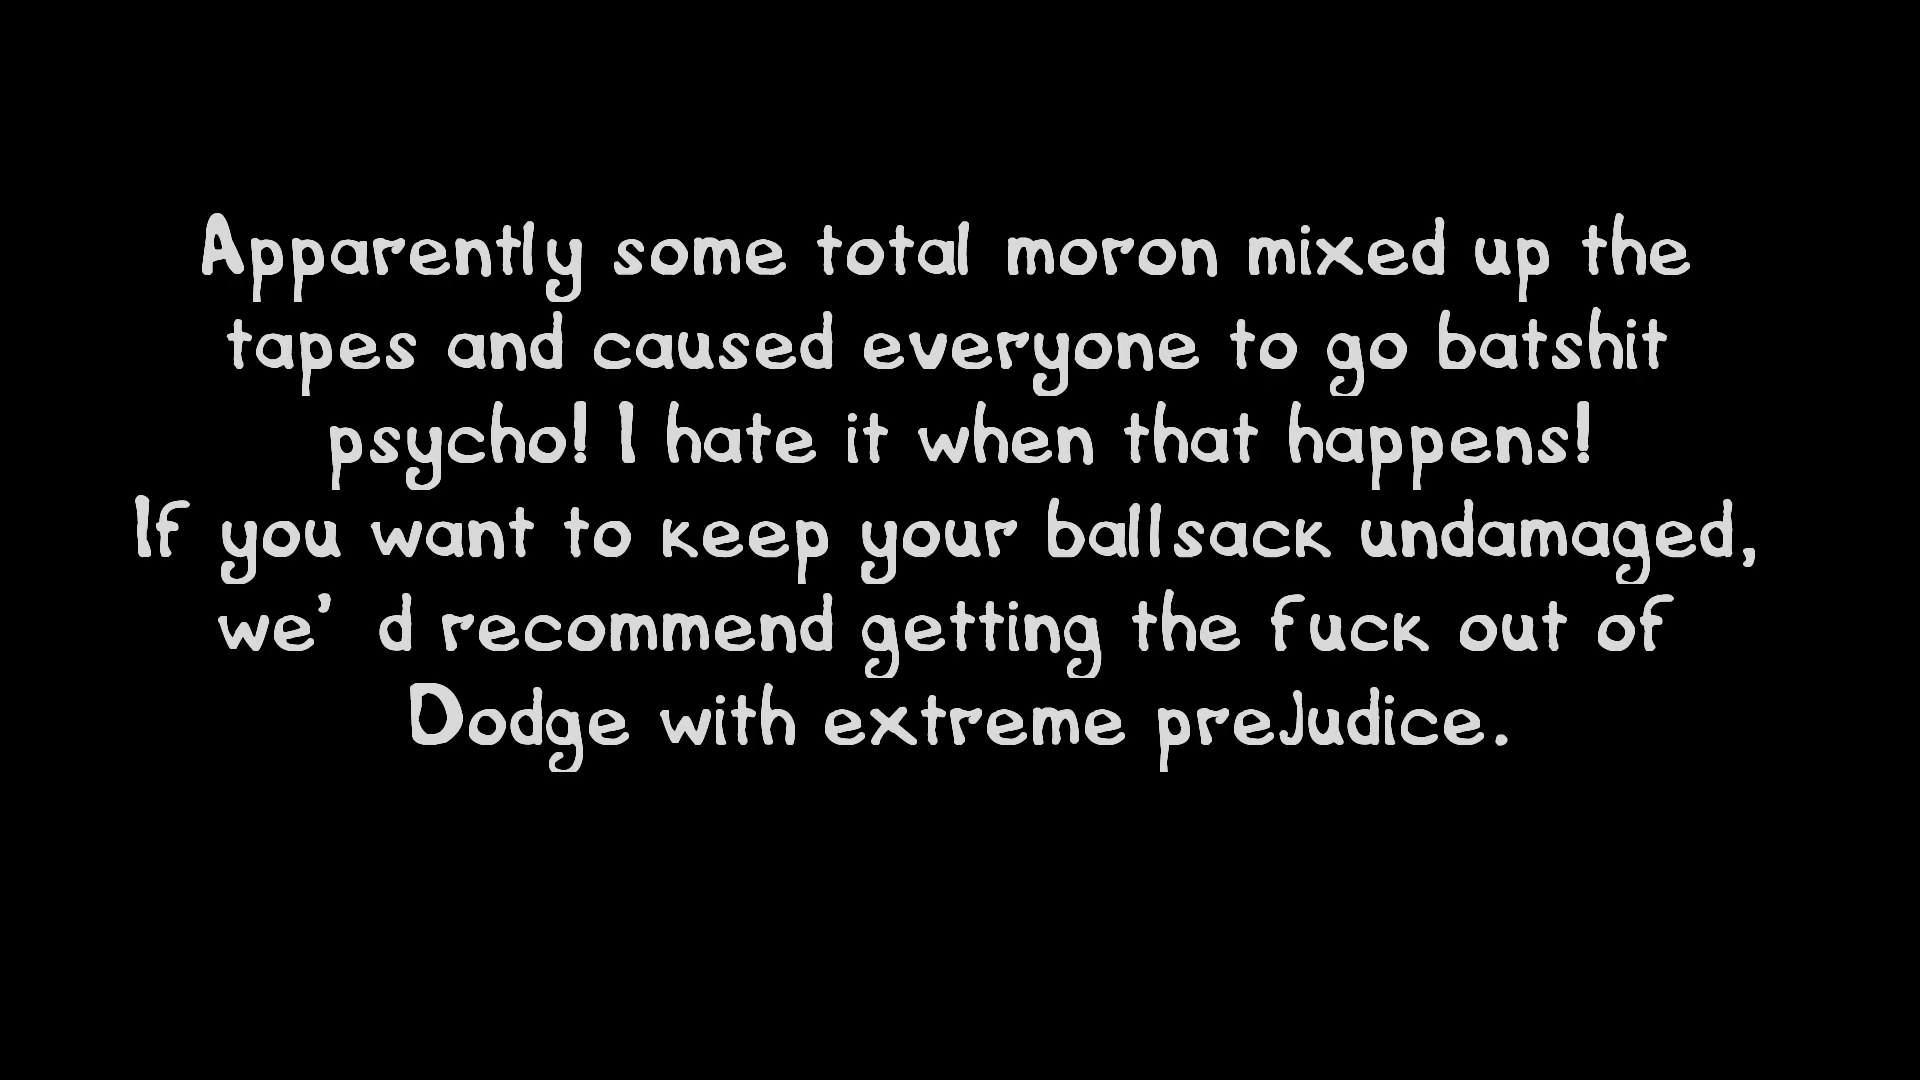 Apparently some total moron mixed up the
tapes and caused everyone to go batshit
psycho! I hate it when that happens!
If you want to keep your ballsack undamaged,
we’d recommend getting the fuck out of
Dodge with extreme prejudice.